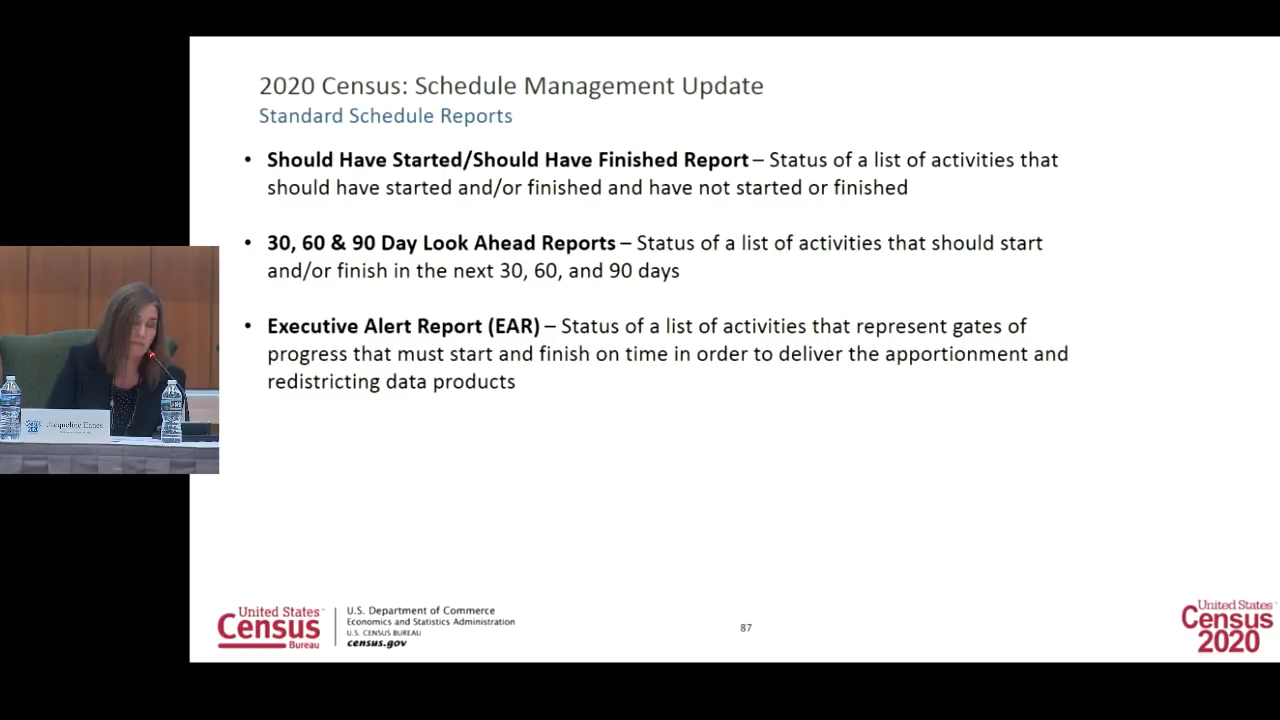 2020 Census: Schedule Management Update
Standard Schedule Reports
• Should Have Started/Should Have Finished Report – Status of a list of activities that
should have started and/or finished and have not started or finished
• 30, 60 & 90 Day Look Ahead Reports – Status of a list of activities that should start
and/or finish in the next 30, 60, and 90 days
• Executive Alert Report (EAR) – Status of a list of activities that represent gates of
progress that must start and finish on time in order to deliver the apportionment and
redistricting data products
Jacqueline Eanes
United States™
Census
Bureau
U.S. Department of Commerce
Economics and Statistics Administration
U.S. CENSUS BUREAU
census.gov
87
United States™
Census
2020